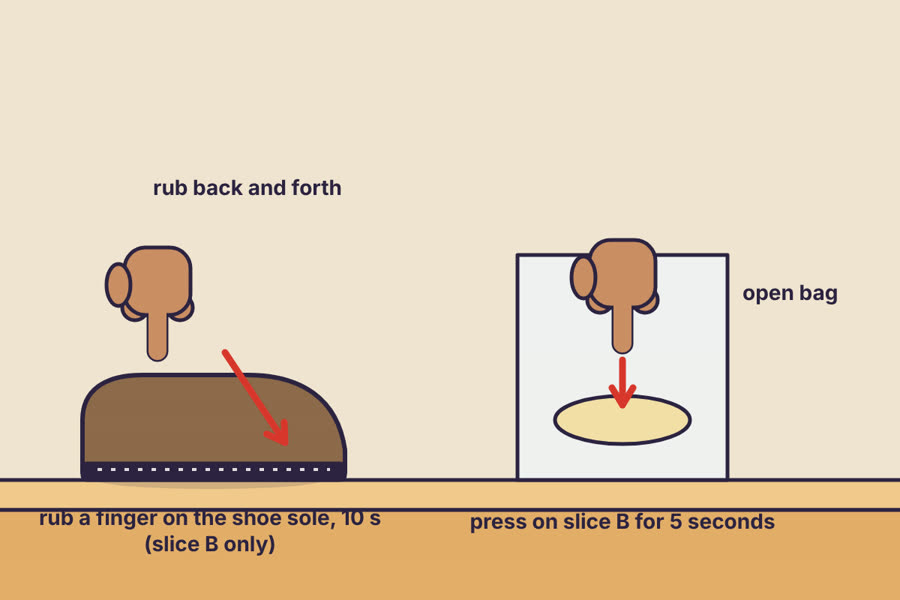 rub back and forth
open bag
rub a finger on the shoe sole, 10 s
(slice B only)
press on slice B for 5 seconds